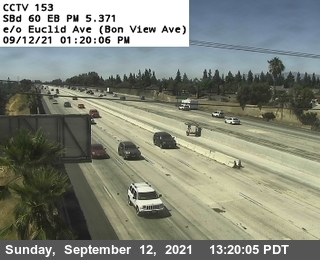 CCTV 153
SBd 60 EB PM 5.371
e/o Euclid Ave (Bon View Ave)
09/12/21 01:20:06 PM
Sunday, September 12, 2021 13:20:05 PDT